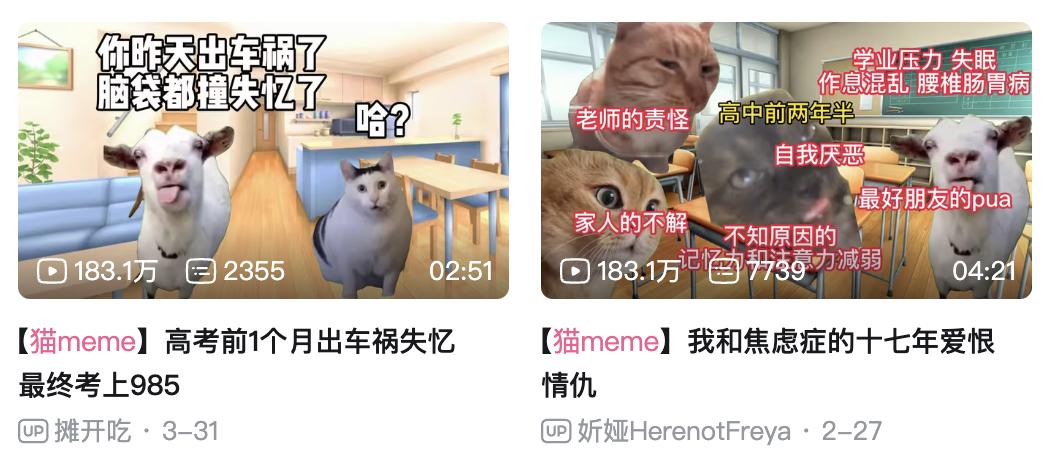 你昨天出车祸了
脑袋都撞失忆了
哈?
183.1万
2355
02:51
【猫meme】高考前1个月出车祸失忆
最终考上985
UP 摊开吃 · 3-31
学业压力 失眠
作息混乱 腰椎肠胃病
老师的责怪
高中前两年半
自我厌恶
最好朋友的pua
家人的不解
不知原因的
记忆力和注意力减弱
183.1万
7739
04:21
【猫meme】我和焦虑症的十七年爱恨
情仇
UP 妡娅HerenotFreya · 2-27